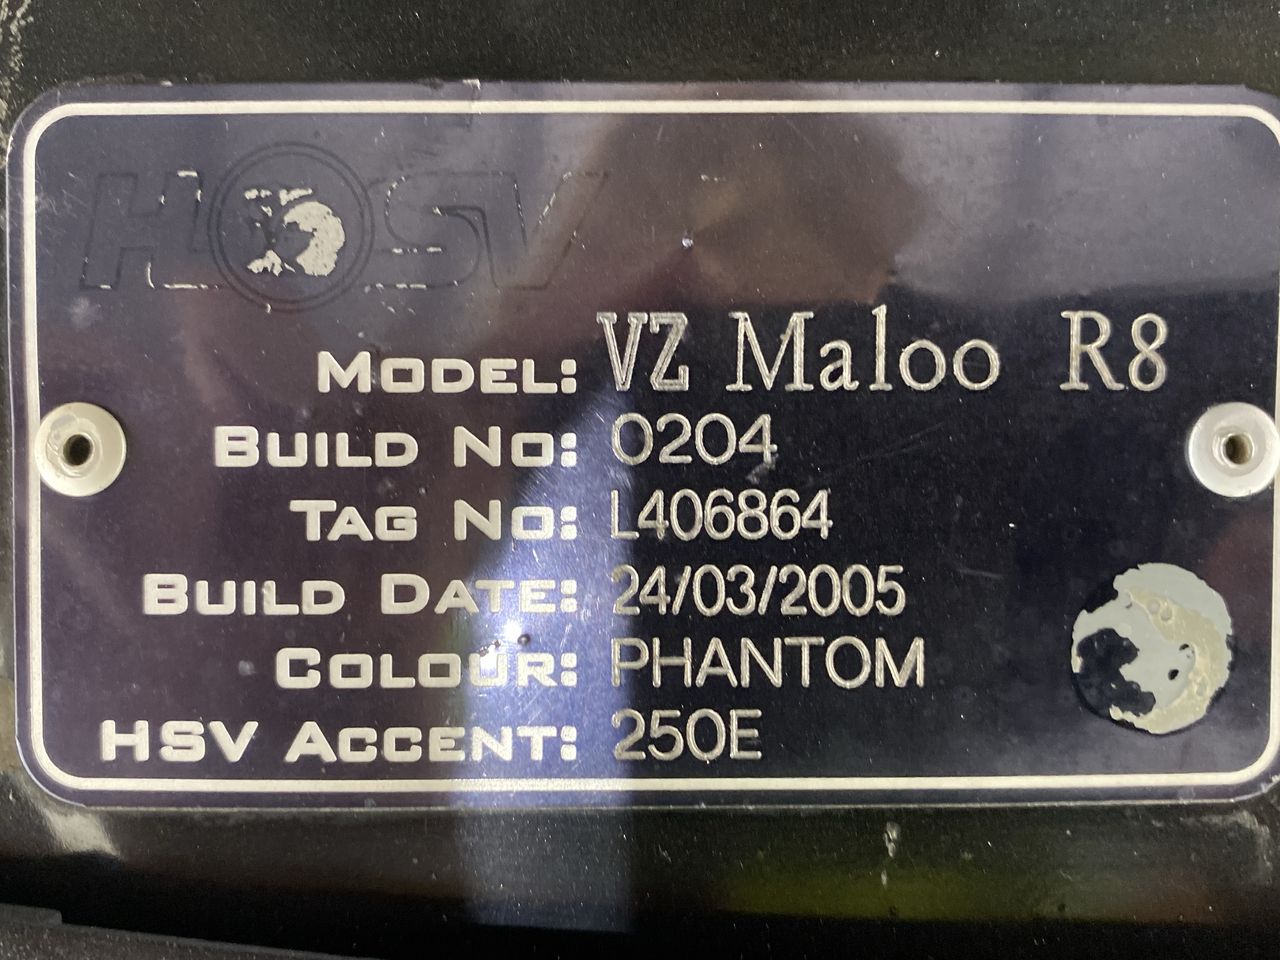 HSV
MODEL: VZ Maloo R8
BUILD NO: 0204
TAG NO: L406864
BUILD DATE: 24/03/2005
COLOUR: PHANTOM
HSV ACCENT: 250E